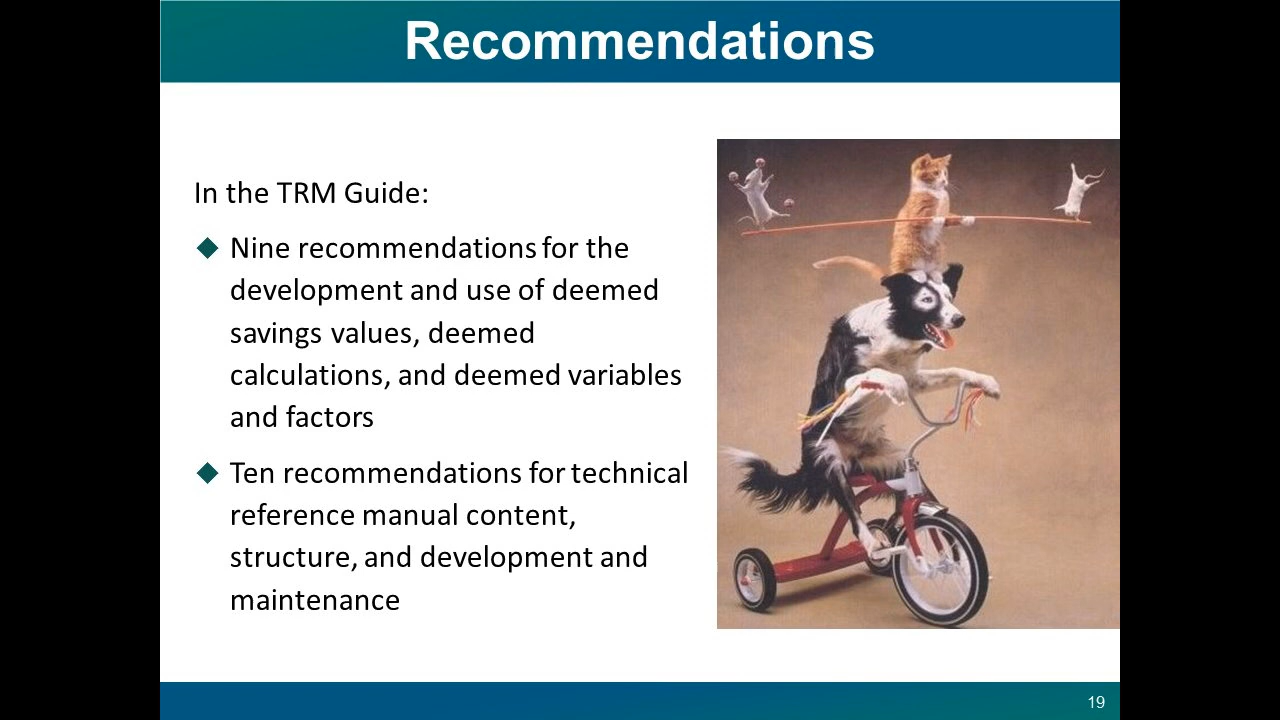 Recommendations
In the TRM Guide:
Nine recommendations for the
development and use of deemed
savings values, deemed
calculations, and deemed variables
and factors
Ten recommendations for technical
reference manual content,
structure, and development and
maintenance
19